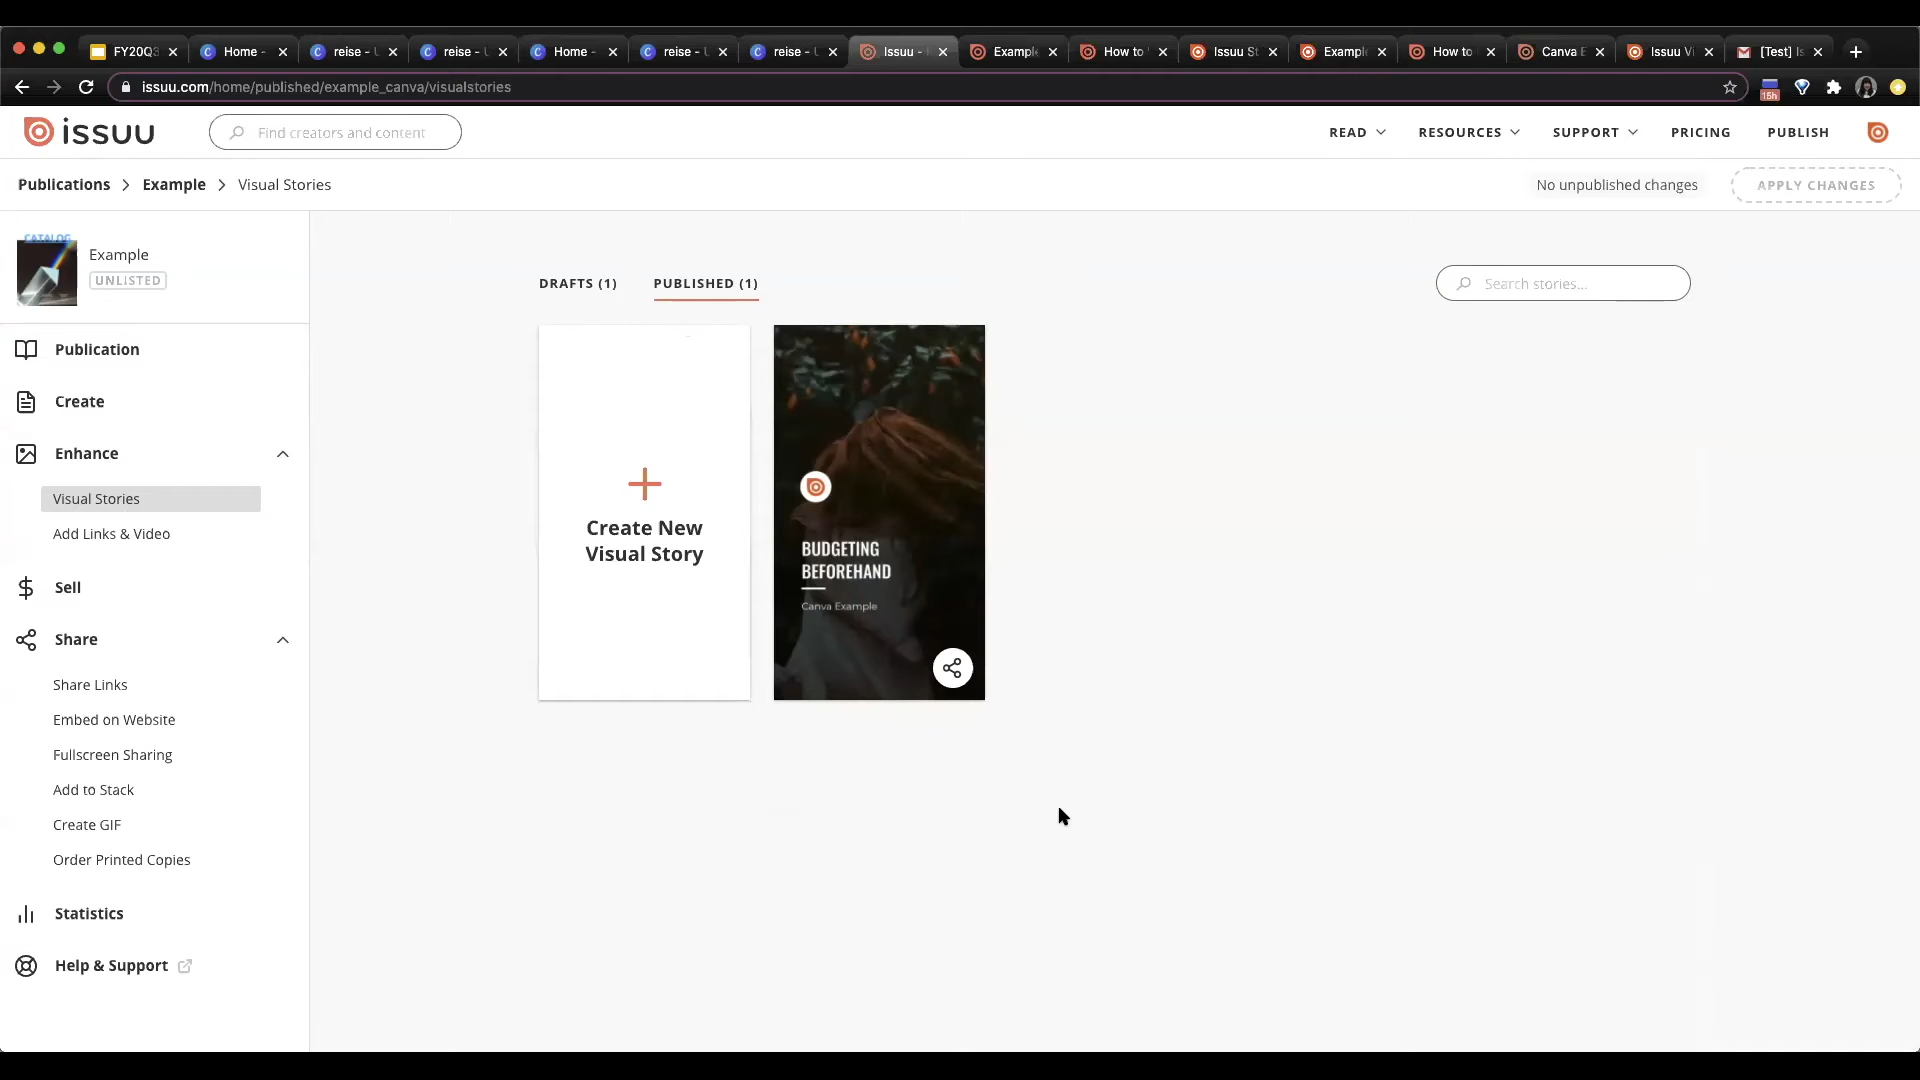 FY20Q3
Home -
reise - U
reise - U
Home -
reise - U
reise - U
Issuu -
Example
How to
Issuu St
Example
How to
Canva E
Issuu Vi
[Test] Is
issuu.com/home/published/example_canva/visualstories
15h
issuu
Find creators and content
READ
RESOURCES
SUPPORT
PRICING
PUBLISH
Publications > Example > Visual Stories
No unpublished changes
APPLY CHANGES
CATALOG
Example
UNLISTED
Publication
Create
Enhance
Visual Stories
Add Links & Video
Sell
Share
Share Links
Embed on Website
Fullscreen Sharing
Add to Stack
Create GIF
Order Printed Copies
Statistics
Help & Support
DRAFTS (1)
PUBLISHED (1)
Search stories...
Create New
Visual Story
BUDGETING
BEFOREHAND
Canva Example